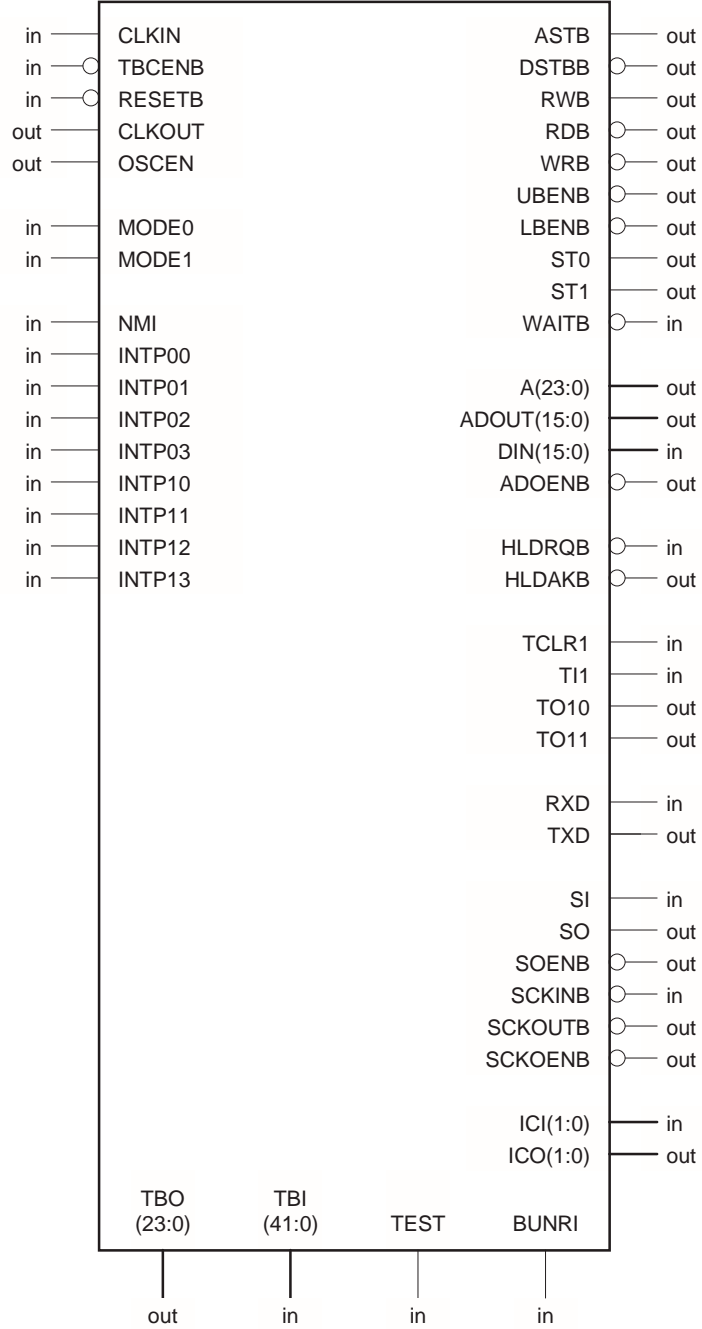 in CLKIN ASTB out
in TBCENB DSTBB out
in RESETB RWB out
out CLKOUT RDB out
out OSCEN WRB out
UBENB out
in MODE0 LBENB out
in MODE1 ST0 out
ST1 out
in NMI WAITB in
in INTP00
in INTP01 A(23:0) out
in INTP02 ADOUT(15:0) out
in INTP03 DIN(15:0) in
in INTP10 ADOENB out
in INTP11
in INTP12 HLDRQB in
in INTP13 HLDAKB out
TCLR1 in
TI1 in
TO10 out
TO11 out
RXD in
TXD out
SI in
SO out
SOENB out
SCKINB in
SCKOUTB out
SCKOENB out
ICI(1:0) in
ICO(1:0) out
TBO TBI
(23:0) (41:0) TEST BUNRI
out in in in